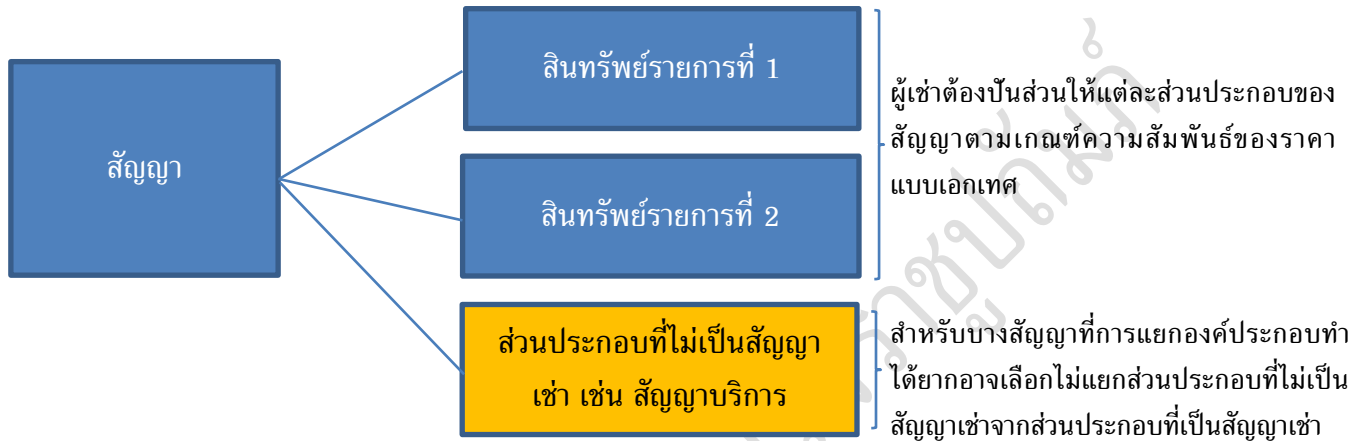 สัญญา
สินทรัพย์รายการที่ 1
สินทรัพย์รายการที่ 2
ส่วนประกอบที่ไม่เป็นสัญญา
เช่า เช่น สัญญาบริการ
ผู้เช่าต้องปันส่วนให้แต่ละส่วนประกอบของ
สัญญาตามเกณฑ์ความสัมพันธ์ของราคา
แบบเอกเทศ
สำหรับบางสัญญาที่การแยกองค์ประกอบทำ
ได้ยากอาจเลือกไม่แยกส่วนประกอบที่ไม่เป็น
สัญญาเช่าจากส่วนประกอบที่เป็นสัญญาเช่า
ราชูปถัมภ์